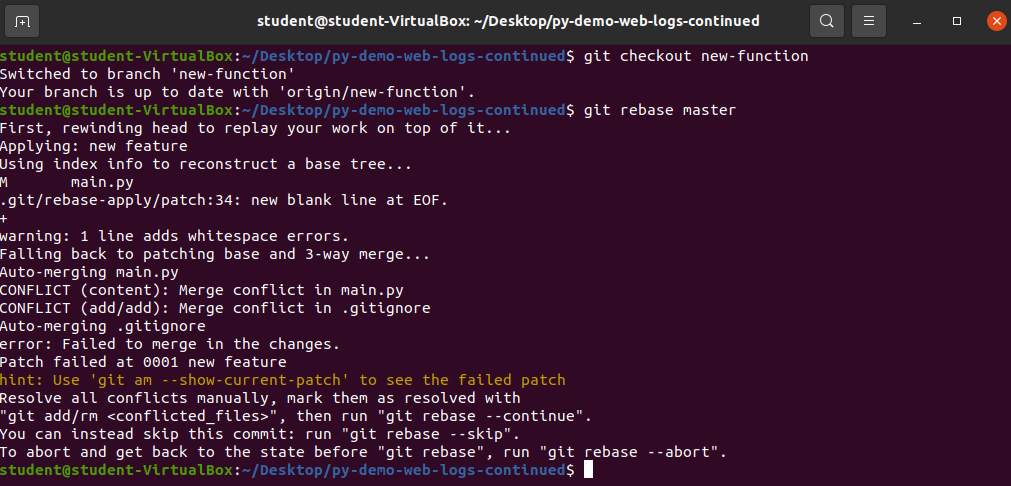 student@student-VirtualBox: ~/Desktop/py-demo-web-logs-continued
student@student-VirtualBox:~/Desktop/py-demo-web-logs-continued$ git checkout new-function
Switched to branch 'new-function'
Your branch is up to date with 'origin/new-function'.
student@student-VirtualBox:~/Desktop/py-demo-web-logs-continued$ git rebase master
First, rewinding head to replay your work on top of it...
Applying: new feature
Using index info to reconstruct a base tree...
M       main.py
.git/rebase-apply/patch:34: new blank line at EOF.
+
warning: 1 line adds whitespace errors.
Falling back to patching base and 3-way merge...
Auto-merging main.py
CONFLICT (content): Merge conflict in main.py
CONFLICT (add/add): Merge conflict in .gitignore
Auto-merging .gitignore
error: Failed to merge in the changes.
Patch failed at 0001 new feature
hint: Use 'git am --show-current-patch' to see the failed patch
Resolve all conflicts manually, mark them as resolved with
"git add/rm <conflicted_files>", then run "git rebase --continue".
You can instead skip this commit: run "git rebase --skip".
To abort and get back to the state before "git rebase", run "git rebase --abort".
student@student-VirtualBox:~/Desktop/py-demo-web-logs-continued$